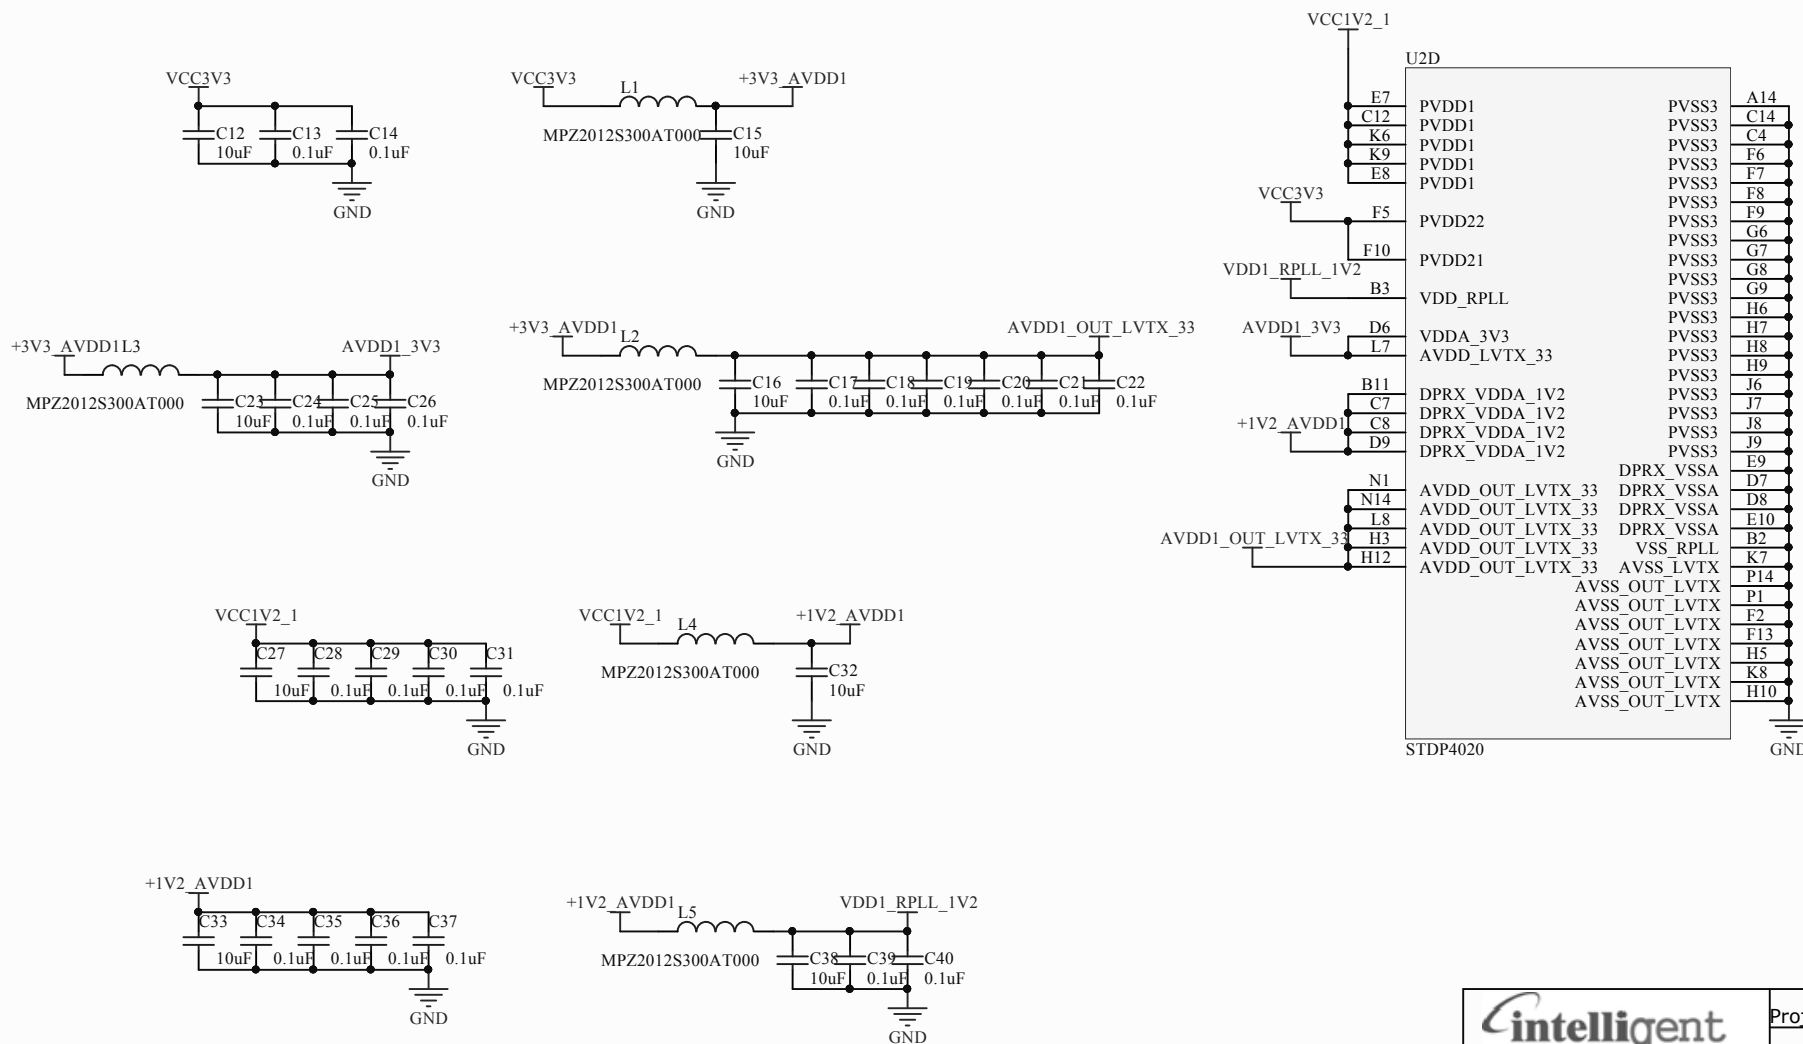 VCC3V3
C12
10uF
C13
0.1uF
C14
0.1uF
GND
VCC3V3
L1
MPZ2012S300AT000
+3V3_AVDD1
C15
10uF
GND
+3V3_AVDD1
L3
MPZ2012S300AT000
AVDD1_3V3
C23
10uF
C24
0.1uF
C25
0.1uF
C26
0.1uF
GND
+3V3_AVDD1
L2
MPZ2012S300AT000
AVDD1_OUT_LVTX_33
C16
10uF
C17
0.1uF
C18
0.1uF
C19
0.1uF
C20
0.1uF
C21
0.1uF
C22
0.1uF
GND
VCC1V2_1
C27
10uF
C28
0.1uF
C29
0.1uF
C30
0.1uF
C31
0.1uF
GND
VCC1V2_1
L4
MPZ2012S300AT000
+1V2_AVDD1
C32
10uF
GND
+1V2_AVDD1
C33
10uF
C34
0.1uF
C35
0.1uF
C36
0.1uF
C37
0.1uF
GND
+1V2_AVDD1
L5
MPZ2012S300AT000
VDD1_RPLL_1V2
C38
10uF
C39
0.1uF
C40
0.1uF
GND
VCC1V2_1
U2D
E7 PVDD1
C12 PVDD1
K6 PVDD1
K9 PVDD1
E8 PVDD1
VCC3V3
F5 PVDD22
F10 PVDD21
VDD1_RPLL_1V2
B3 VDD_RPLL
AVDD1_3V3
D6 VDDA_3V3
L7 AVDD_LVTX_33
B11 DPRX_VDDA_1V2
C7 DPRX_VDDA_1V2
+1V2_AVDD1
C8 DPRX_VDDA_1V2
D9 DPRX_VDDA_1V2
N1 AVDD_OUT_LVTX_33
N14 AVDD_OUT_LVTX_33
L8 AVDD_OUT_LVTX_33
AVDD1_OUT_LVTX_33
H3 AVDD_OUT_LVTX_33
H12 AVDD_OUT_LVTX_33
PVSS3 A14
PVSS3 C14
PVSS3 C4
PVSS3 F6
PVSS3 F7
PVSS3 F8
PVSS3 F9
PVSS3 G6
PVSS3 G7
PVSS3 G8
PVSS3 G9
PVSS3 H6
PVSS3 H7
PVSS3 H8
PVSS3 H9
PVSS3 J6
PVSS3 J7
PVSS3 J8
PVSS3 J9
DPRX_VSSA E9
DPRX_VSSA D7
DPRX_VSSA D8
DPRX_VSSA E10
VSS_RPLL B2
AVSS_LVTX K7
AVSS_OUT_LVTX P14
AVSS_OUT_LVTX P1
AVSS_OUT_LVTX F2
AVSS_OUT_LVTX F13
AVSS_OUT_LVTX H5
AVSS_OUT_LVTX K8
AVSS_OUT_LVTX H10
STDP4020
GND
intelligent